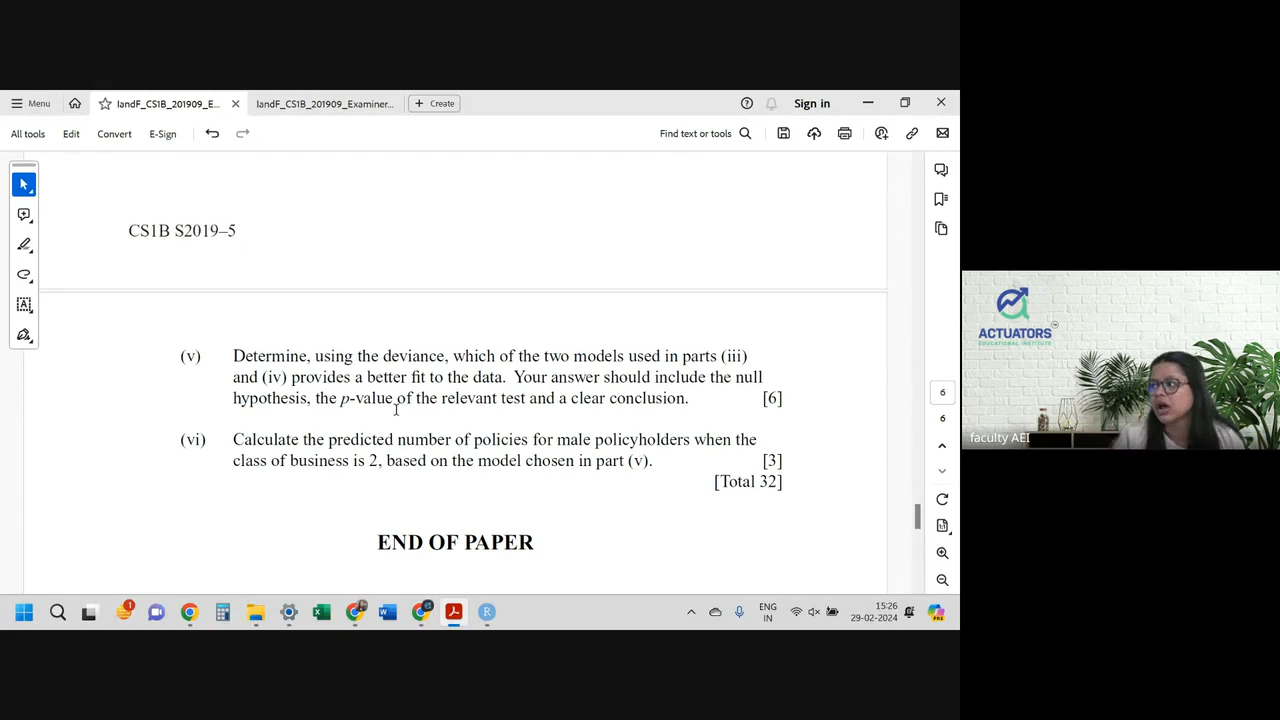 Menu
IandF_CS1B_201909_E...
IandF_CS1B_201909_Examiner...
Create
Sign in
All tools
Edit
Convert
E-Sign
Find text or tools
CS1B S2019–5
(v) Determine, using the deviance, which of the two models used in parts (iii)
and (iv) provides a better fit to the data. Your answer should include the null
hypothesis, the p-value of the relevant test and a clear conclusion. [6]
(vi) Calculate the predicted number of policies for male policyholders when the
class of business is 2, based on the model chosen in part (v). [3]
[Total 32]
END OF PAPER
6
6
ACTUATORS
EDUCATIONAL INSTITUTE
faculty AEI
1
ENG
IN
15:26
29-02-2024